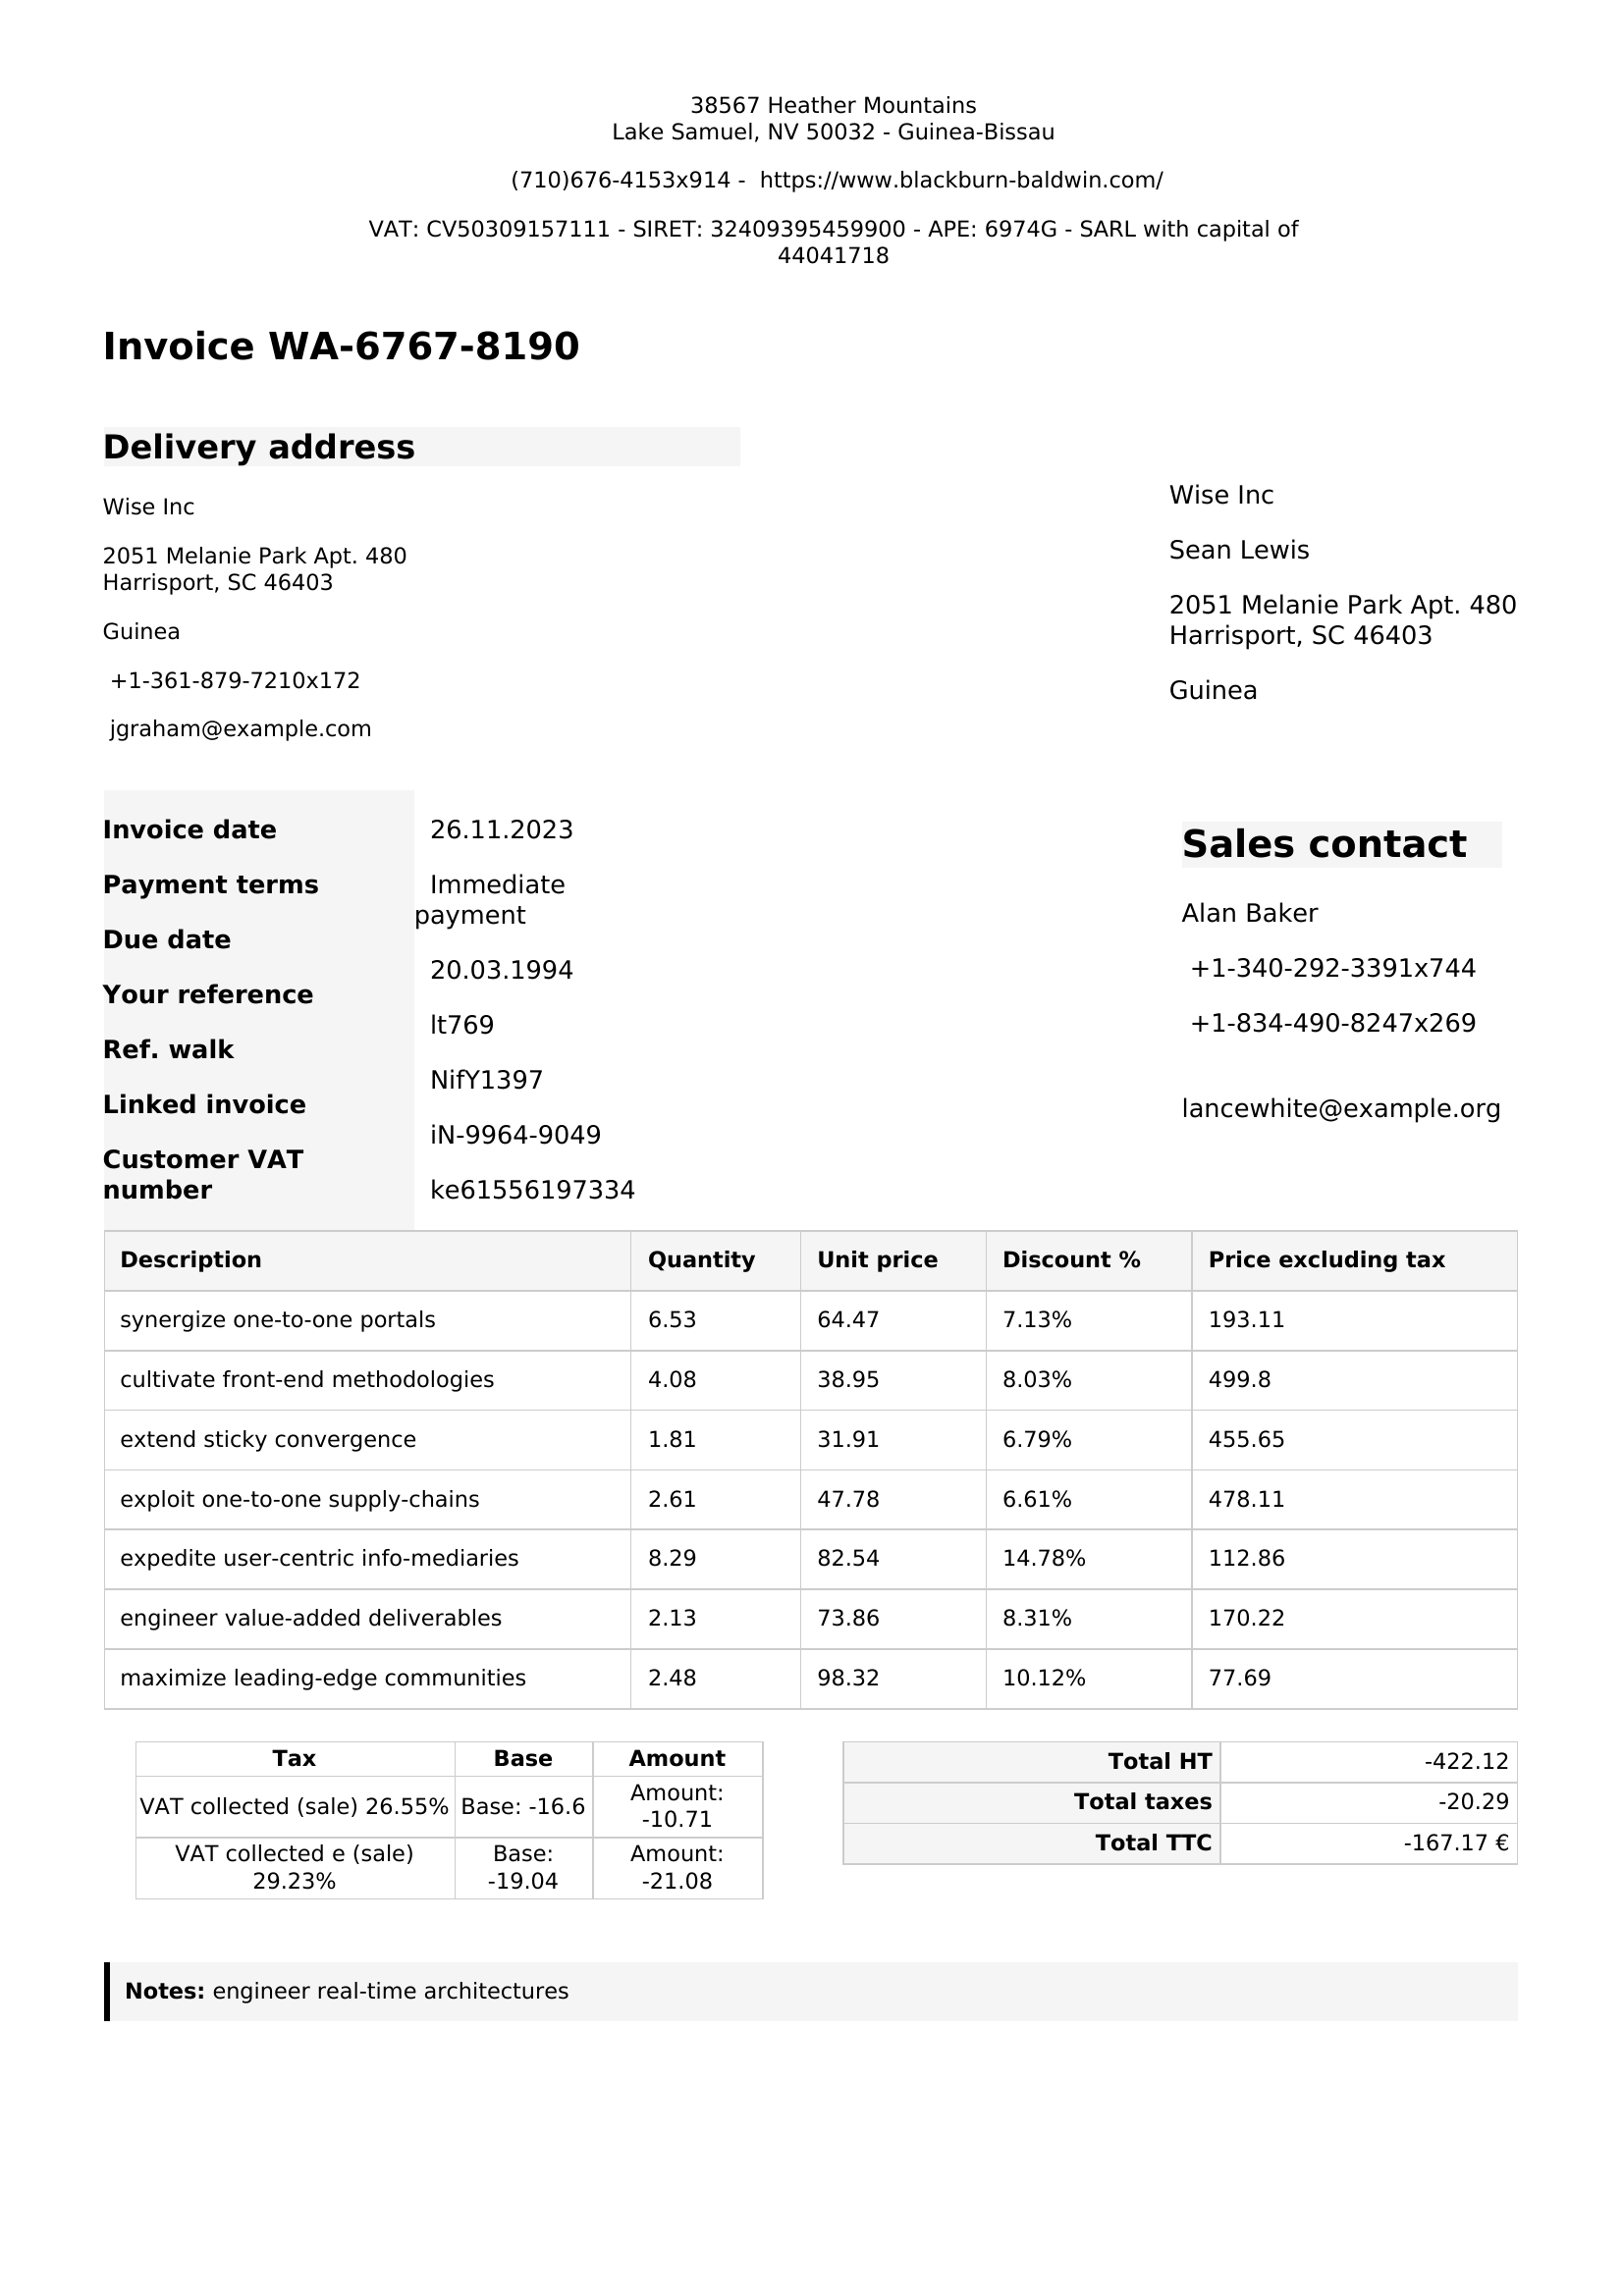 38567 Heather Mountains
Lake Samuel, NV 50032 - Guinea-Bissau
(710)676-4153x914 -  https://www.blackburn-baldwin.com/
VAT: CV50309157111 - SIRET: 32409395459900 - APE: 6974G - SARL with capital of
44041718
Invoice WA-6767-8190
Delivery address
Wise Inc
2051 Melanie Park Apt. 480
Harrisport, SC 46403
Guinea
+1-361-879-7210x172
jgraham@example.com
Wise Inc
Sean Lewis
2051 Melanie Park Apt. 480
Harrisport, SC 46403
Guinea
Invoice date
Payment terms
Due date
Your reference
Ref. walk
Linked invoice
Customer VAT
number
26.11.2023
Immediate
payment
20.03.1994
lt769
NifY1397
iN-9964-9049
ke61556197334
Sales contact
Alan Baker
+1-340-292-3391x744
+1-834-490-8247x269
lancewhite@example.org
Description Quantity Unit price Discount % Price excluding tax
synergize one-to-one portals 6.53 64.47 7.13% 193.11
cultivate front-end methodologies 4.08 38.95 8.03% 499.8
extend sticky convergence 1.81 31.91 6.79% 455.65
exploit one-to-one supply-chains 2.61 47.78 6.61% 478.11
expedite user-centric info-mediaries 8.29 82.54 14.78% 112.86
engineer value-added deliverables 2.13 73.86 8.31% 170.22
maximize leading-edge communities 2.48 98.32 10.12% 77.69
Tax Base Amount
VAT collected (sale) 26.55% Base: -16.6 Amount:
-10.71
VAT collected e (sale) Base: Amount:
29.23% -19.04 -21.08
Total HT -422.12
Total taxes -20.29
Total TTC -167.17 €
Notes: engineer real-time architectures